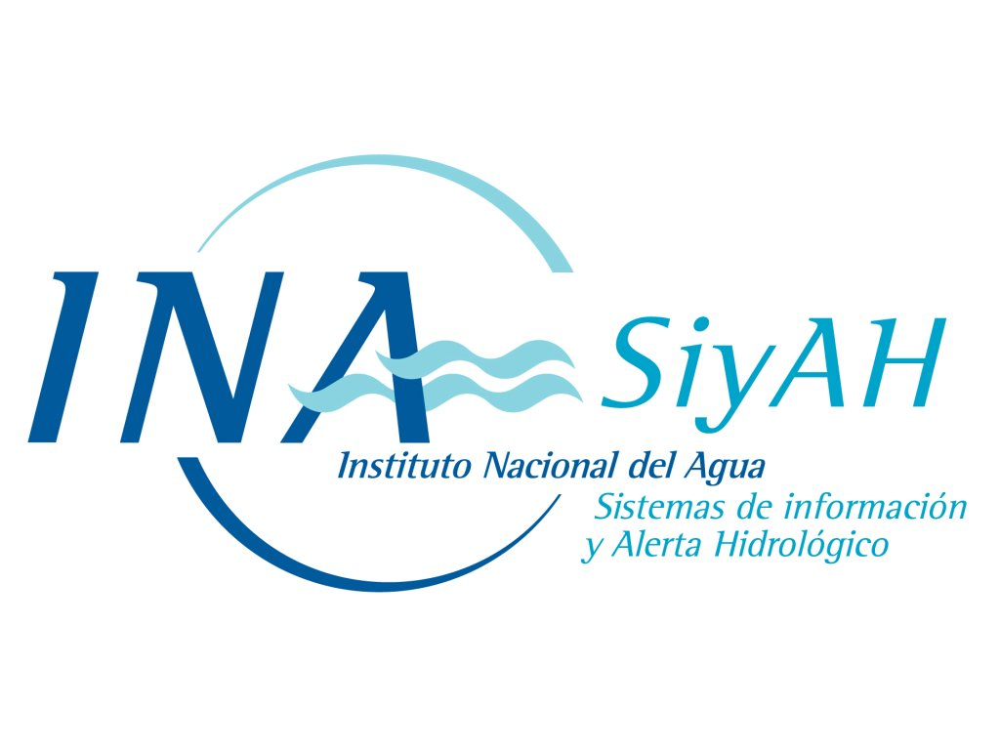 INA
SiyAH
Instituto Nacional del Agua
Sistemas de información
y Alerta Hidrológico